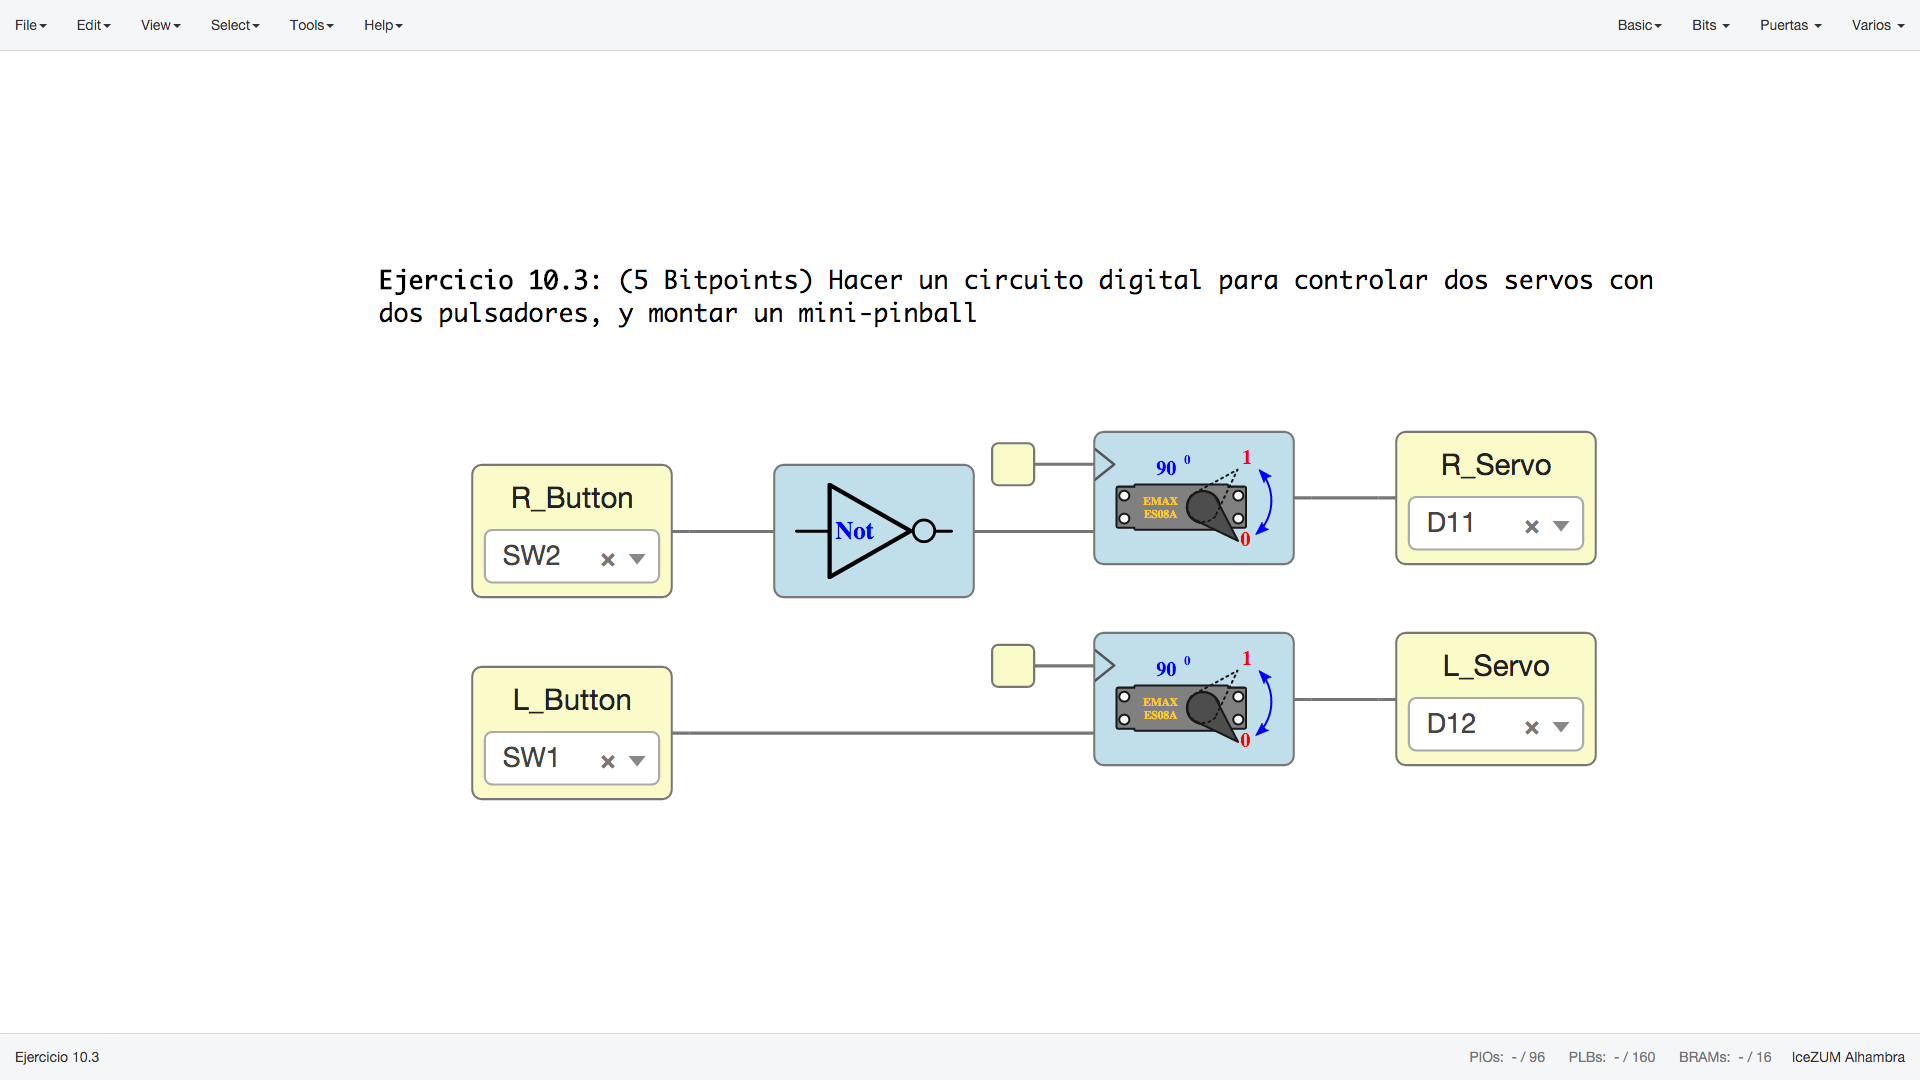 File Edit View Select Tools Help Basic Bits Puertas Varios
Ejercicio 10.3: (5 Bitpoints) Hacer un circuito digital para controlar dos servos con
dos pulsadores, y montar un mini-pinball
R_Button
SW2
Not
90 0
1
EMAX
ES08A
0
R_Servo
D11
L_Button
SW1
90 0
1
EMAX
ES08A
0
L_Servo
D12
Ejercicio 10.3 PIOs: - / 96 PLBs: - / 160 BRAMs: - / 16 IceZUM Alhambra